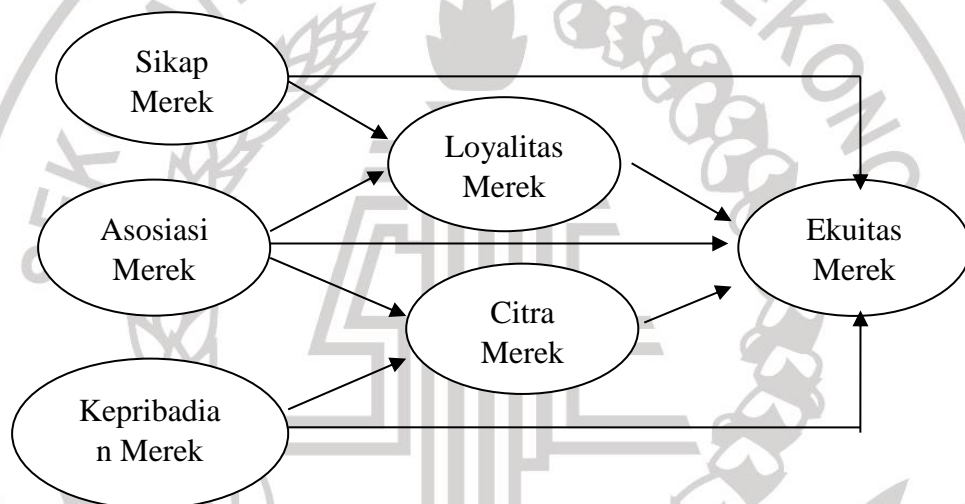 Sikap
Merek
Loyalitas
Merek
Asosiasi
Merek
Ekuitas
Merek
Citra
Merek
Kepribadia
n Merek